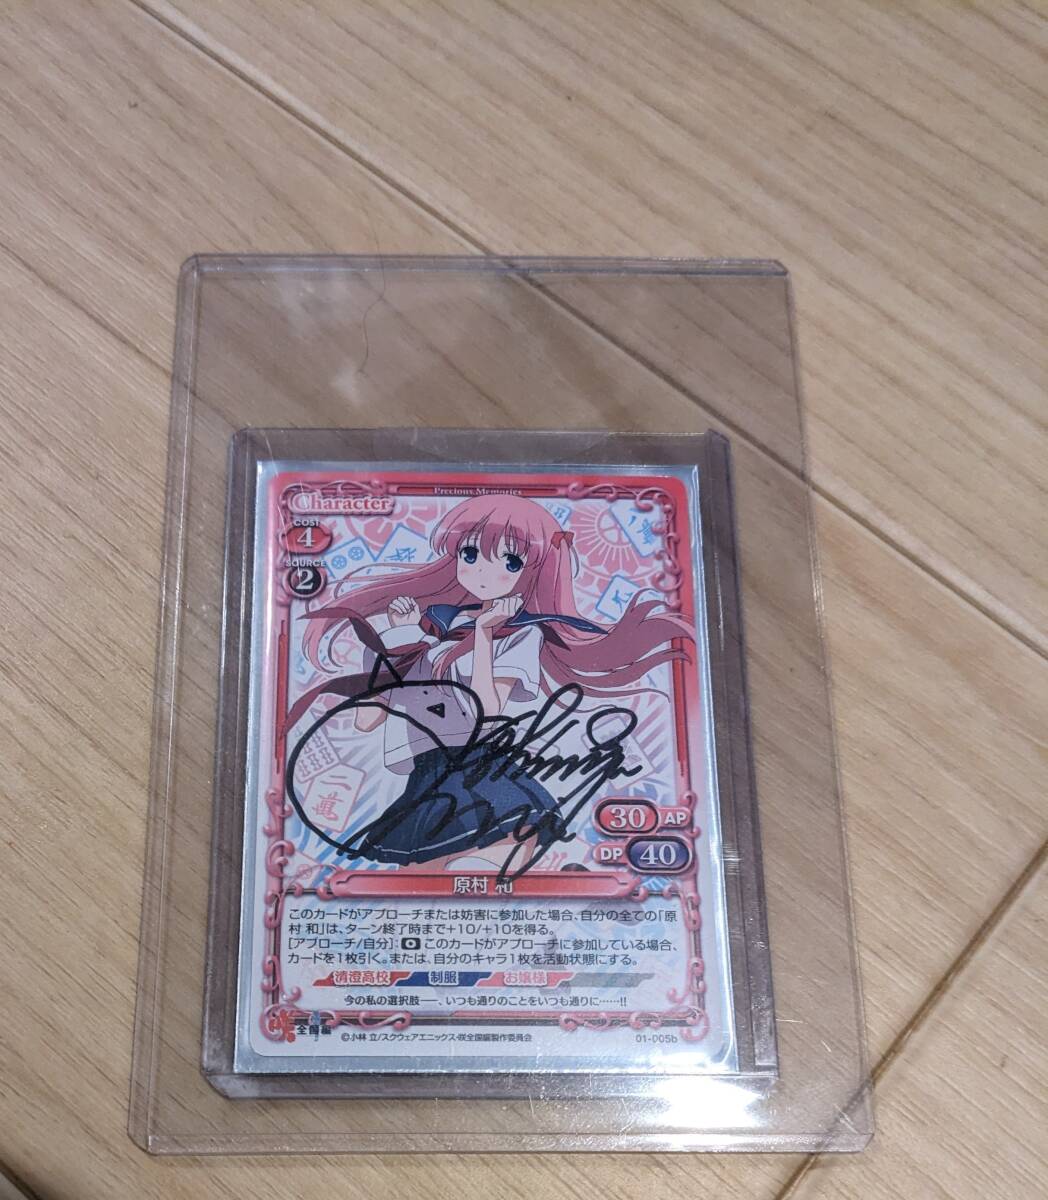 Precious Memories
Character
COST
4
SOURCE
2
二
萬
30 AP
DP 40
原村 和
このカードがアプローチまたは妨害に参加した場合、自分の全ての「原
村 和」は、ターン終了時まで+10/+10を得る。
[アプローチ/自分]:0このカードがアプローチに参加している場合、
カードを1枚引く。または、自分のキャラ1枚を活動状態にする。
清澄高校 制服 お嬢様
今の私の選択肢──、いつも通りのことをいつも通りに……!!
咲 全国編
©小林 立/スクウェアエニックス・咲全国編製作委員会
01-005b